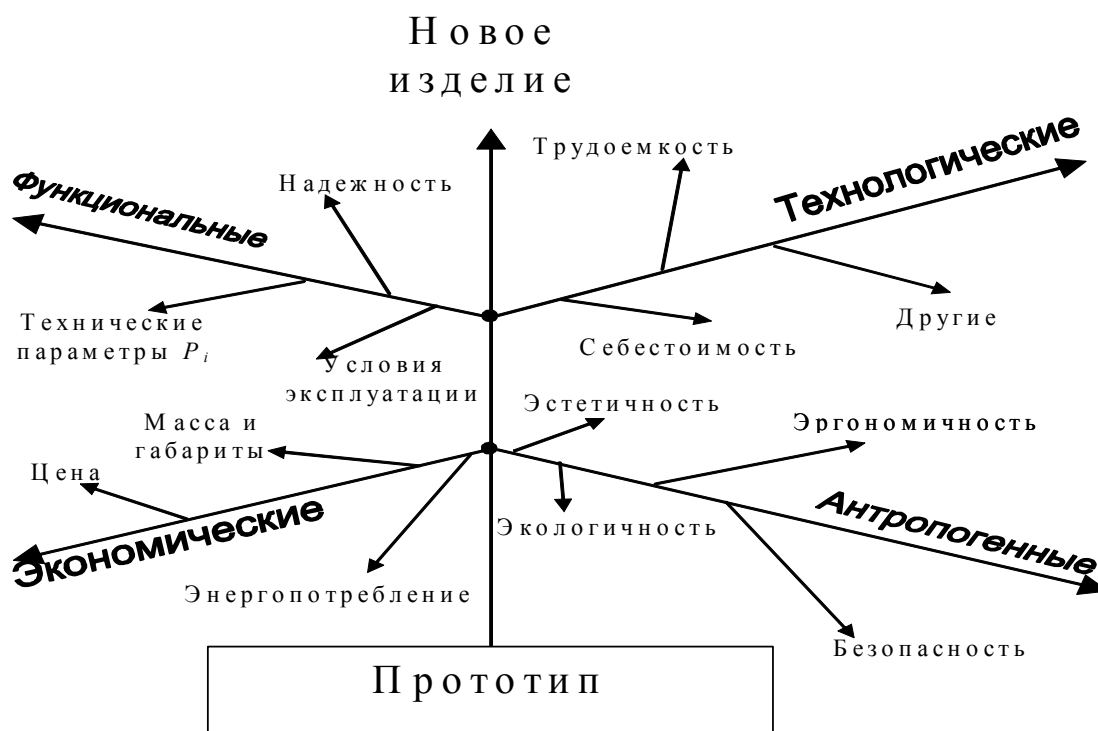 Новое
изделие
Трудоемкость
Технологические
Надежность
Функциональные
Технические
параметры Pi
Условия
эксплуатации
Себестоимость
Другие
Эстетичность
Эргономичность
Масса и
габариты
Цена
Экономические
Экологичность
Антропогенные
Энергопотребление
Безопасность
Прототип